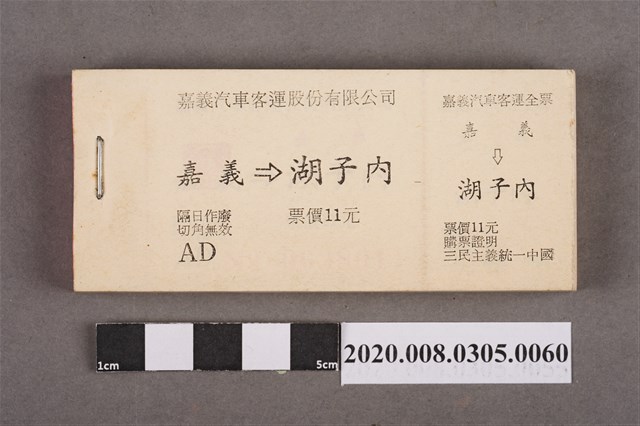 嘉義汽車客運股份有限公司
嘉義⇨湖子內
隔日作廢
切角無效
票價11元
AD
嘉義汽車客運全票
嘉義
⇩
湖子內
票價11元
購票證明
三民主義統一中國
1cm
5cm
2020.008.0305.0060